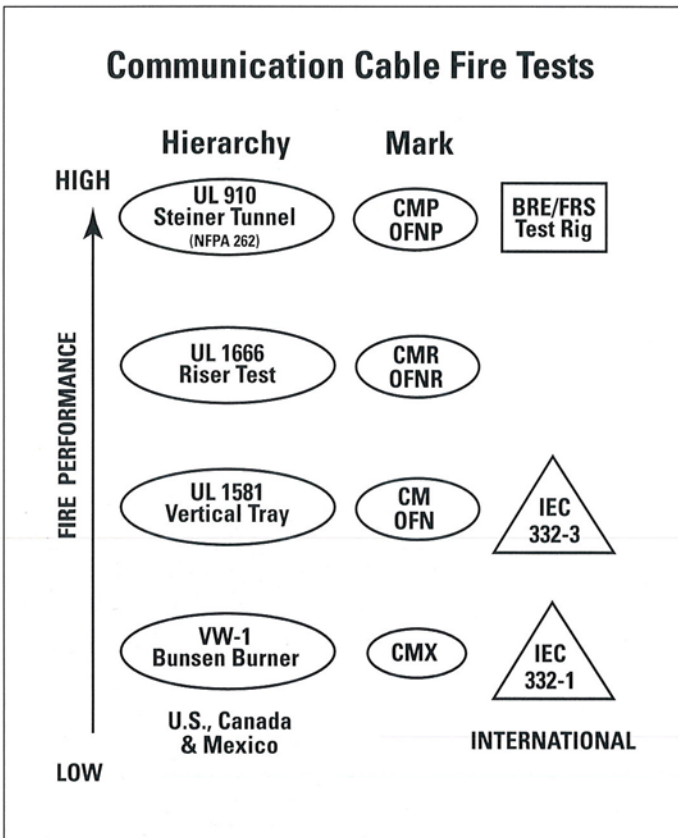 Communication Cable Fire Tests
Hierarchy
Mark
HIGH
UL 910
Steiner Tunnel
(NFPA 262)
CMP
OFNP
BRE/FRS
Test Rig
FIRE PERFORMANCE
UL 1666
Riser Test
CMR
OFNR
UL 1581
Vertical Tray
CM
OFN
IEC
332-3
VW-1
Bunsen Burner
CMX
IEC
332-1
U.S., Canada
& Mexico
INTERNATIONAL
LOW